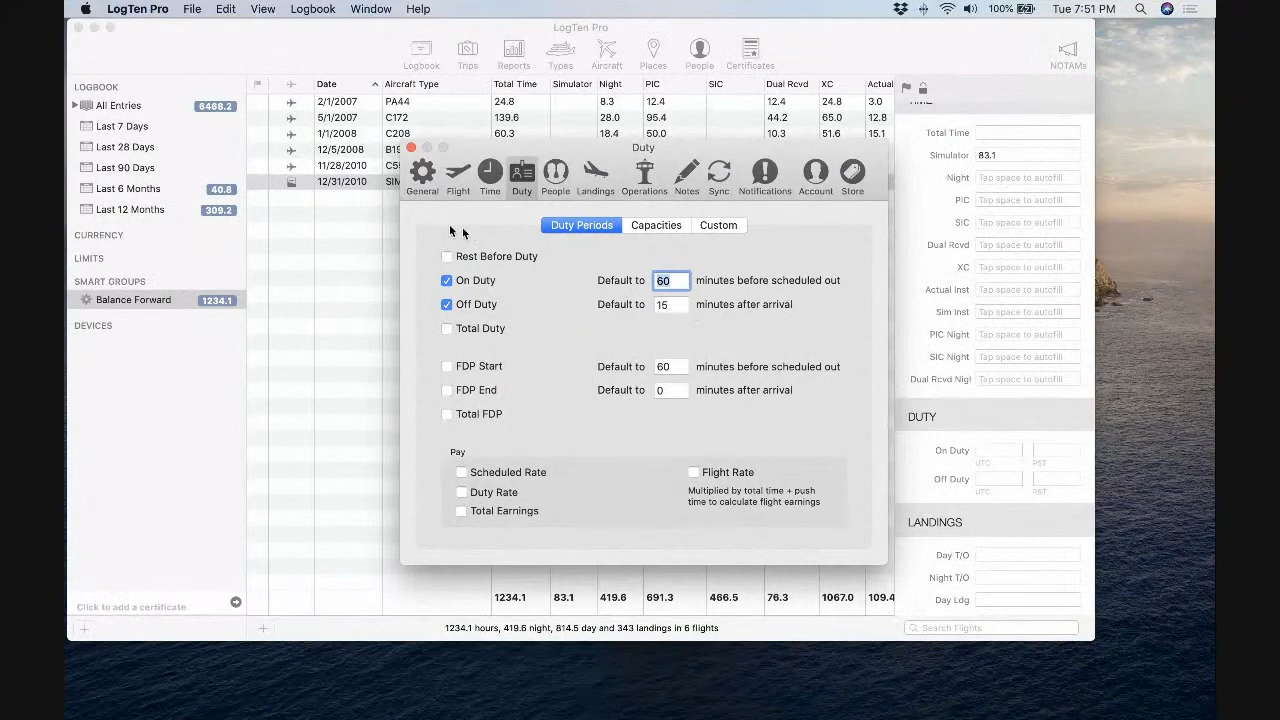 LogTen Pro File Edit View Logbook Window Help 100% Tue 7:51 PM
LogTen Pro
Logbook Trips Reports Types Aircraft Places People Certificates NOTAMs
LOGBOOK
All Entries 6468.2
Last 7 Days
Last 28 Days
Last 90 Days
Last 6 Months 40.8
Last 12 Months 309.2
CURRENCY
LIMITS
SMART GROUPS
Balance Forward 1234.1
DEVICES
Click to add a certificate
Date Aircraft Type Total Time Simulator Night PIC SIC Dual Rcvd XC Actual
2/1/2007 PA44 24.8 8.3 12.4 12.4 24.8 3.0
5/1/2007 C172 139.6 28.0 95.4 44.2 65.0 12.8
1/1/2008 C208 60.3 18.4 50.0 10.3 51.6 15.1
12/5/2008
11/28/2010
12/31/2010
Duty
General Flight Time Duty People Landings Operations Notes Sync Notifications Account Store
Duty Periods Capacities Custom
Rest Before Duty
On Duty Default to 60 minutes before scheduled out
Off Duty Default to 15 minutes after arrival
Total Duty
FDP Start Default to 60 minutes before scheduled out
FDP End Default to 0 minutes after arrival
Total FDP
Pay
Scheduled Rate Flight Rate
Duty Rate Multiplied by total time + push
time to calculate flight earnings
Total Earnings
1234.1 83.1 419.6 691.3 466.5 76.3 1067.0 109.4
1234.1 hours, 419.6 night, 814.5 day and 343 landings in 6 flights
Total Time
Simulator 83.1
Night Tap space to autofill
PIC Tap space to autofill
SIC Tap space to autofill
Dual Rcvd Tap space to autofill
XC Tap space to autofill
Actual Inst Tap space to autofill
Sim Inst Tap space to autofill
PIC Night Tap space to autofill
SIC Night Tap space to autofill
Dual Rcvd Tap space to autofill
DUTY
On Duty
UTC PST
Off Duty
UTC PST
LANDINGS
Day T/O
Night T/O
Day Ldg
Search Flights